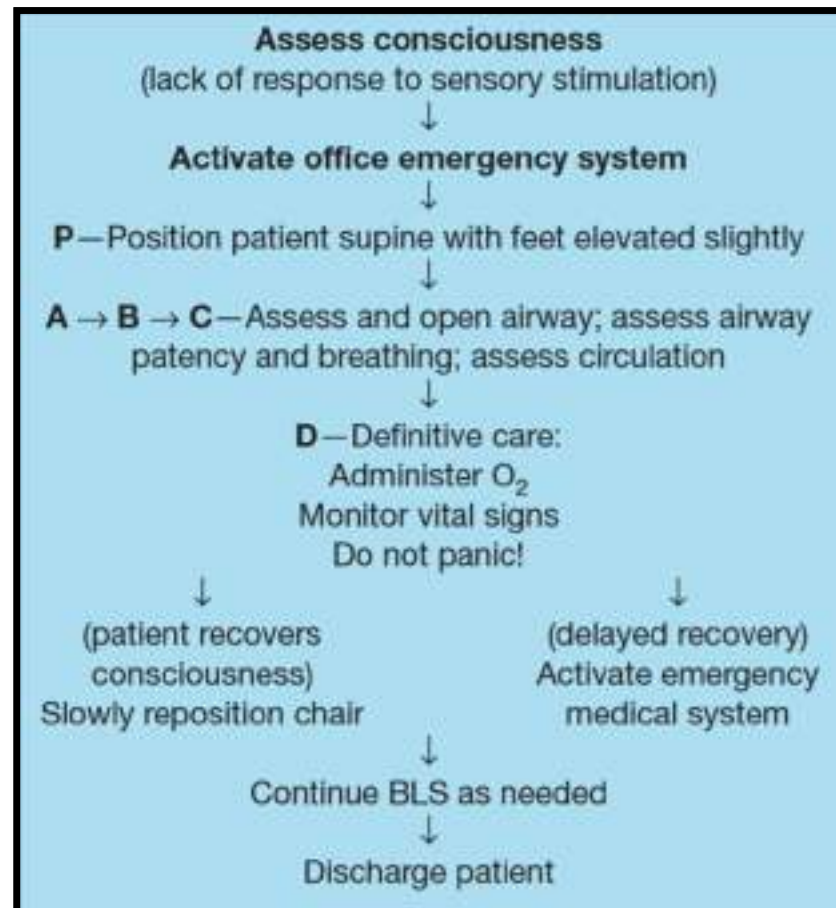 Assess consciousness
(lack of response to sensory stimulation)
↓
Activate office emergency system
↓
P—Position patient supine with feet elevated slightly
↓
A → B → C—Assess and open airway; assess airway
patency and breathing; assess circulation
↓
D—Definitive care:
Administer O₂
Monitor vital signs
Do not panic!
↓ ↓
(patient recovers
consciousness)
Slowly reposition chair
(delayed recovery)
Activate emergency
medical system
↓
Continue BLS as needed
↓
Discharge patient